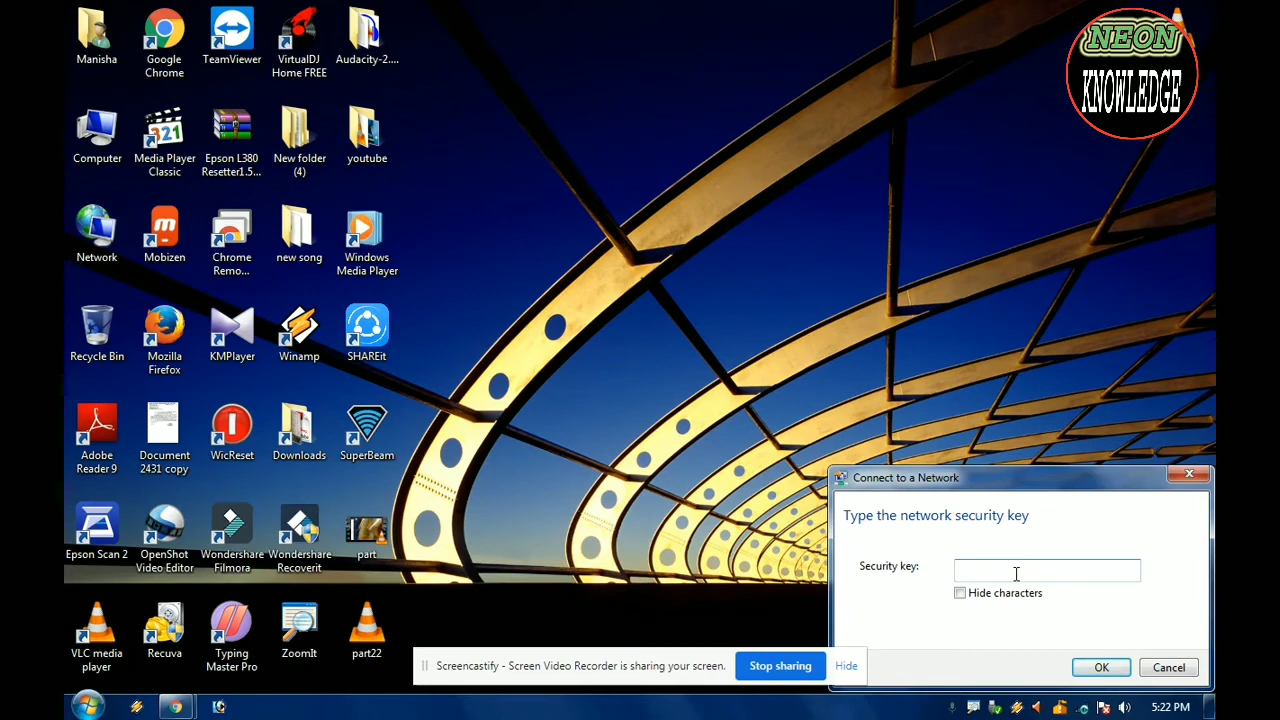 Manisha
Google
Chrome
TeamViewer
VirtualDJ
Home FREE
Audacity-2....
NEON
KNOWLEDGE
Computer
Media Player
Classic
321
Epson L380
Resetter1.5...
New folder
(4)
youtube
Network
Mobizen
Chrome
Remo...
new song
Windows
Media Player
Recycle Bin
Mozilla
Firefox
KMPlayer
Winamp
SHAREit
Adobe
Reader 9
Document
2431 copy
WicReset
Downloads
SuperBeam
Epson Scan 2
OpenShot
Video Editor
Wondershare
Filmora
Wondershare
Recoverit
part
VLC media
player
Recuva
Typing
Master Pro
ZoomIt
part22
Connect to a Network
Type the network security key
Security key:
Hide characters
OK
Cancel
Screencastify - Screen Video Recorder is sharing your screen.
Stop sharing
Hide
5:22 PM